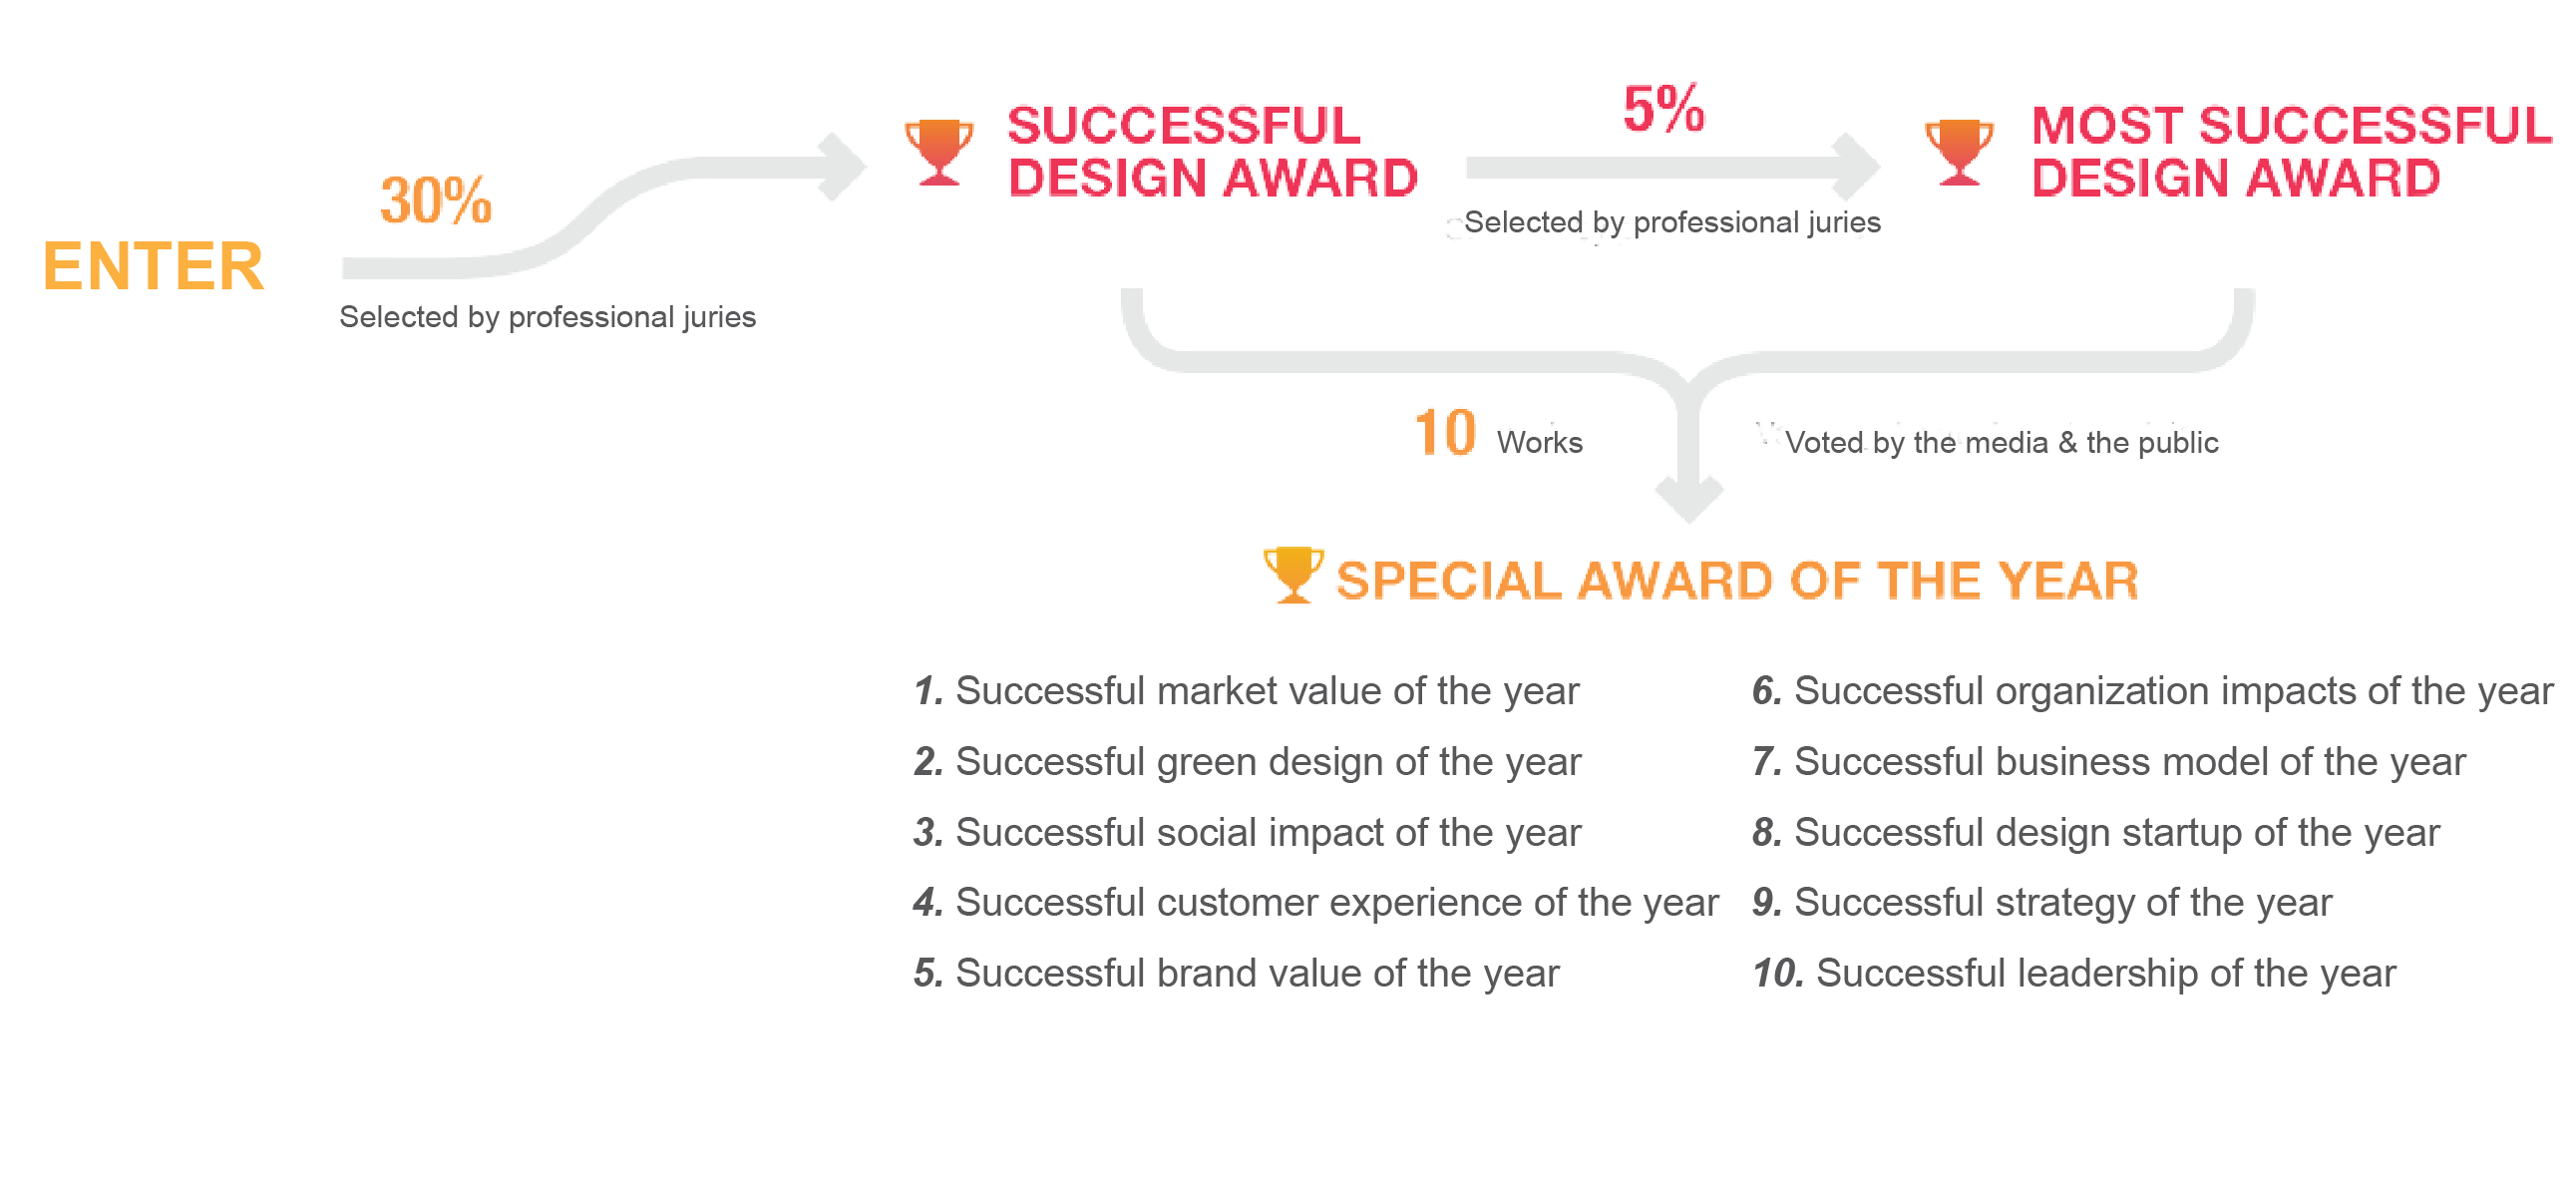 ENTER
30%
Selected by professional juries
SUCCESSFUL
DESIGN AWARD
5%
Selected by professional juries
MOST SUCCESSFUL
DESIGN AWARD
10 Works
Voted by the media & the public
SPECIAL AWARD OF THE YEAR
1. Successful market value of the year
2. Successful green design of the year
3. Successful social impact of the year
4. Successful customer experience of the year
5. Successful brand value of the year
6. Successful organization impacts of the year
7. Successful business model of the year
8. Successful design startup of the year
9. Successful strategy of the year
10. Successful leadership of the year